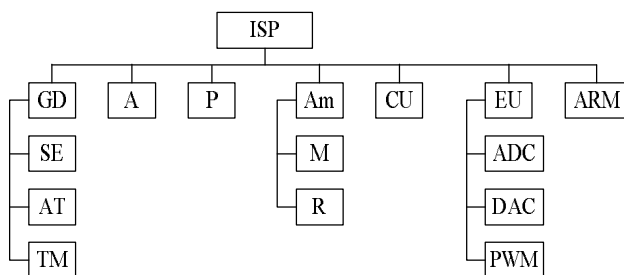 ISP
GD A P Am CU EU ARM
SE M ADC
AT R DAC
TM PWM